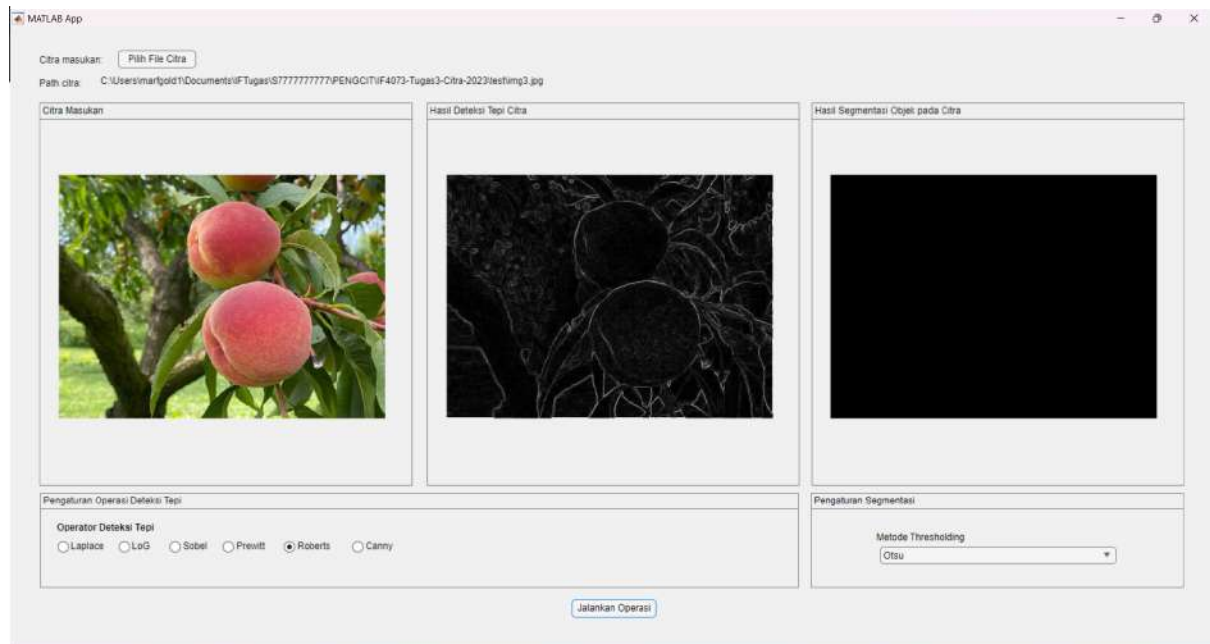 MATLAB App
Citra masukan: Pilih File Citra
Path citra: C:\Users\marfgold1\Documents\IFTugas\S7777777777\PENGCIT\IF4073-Tugas3-Citra-2023\test\img3.jpg
Citra Masukan
Hasil Deteksi Tepi Citra
Hasil Segmentasi Objek pada Citra
Pengaturan Operasi Deteksi Tepi
Operator Deteksi Tepi
Laplace LoG Sobel Prewitt Roberts Canny
Pengaturan Segmentasi
Metode Thresholding
Otsu
Jalankan Operasi